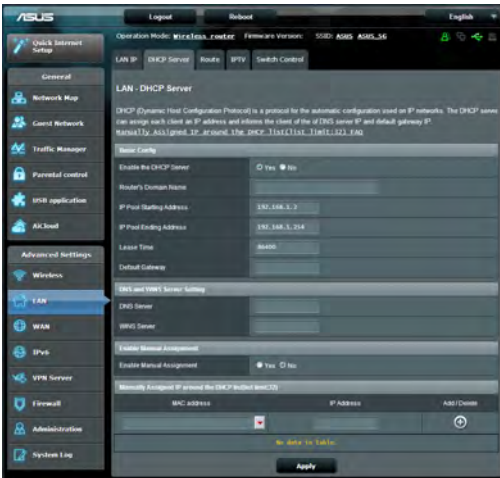 ASUS
Logout
Reboot
English
Quick Internet Setup
Operation Mode: Wireless router Firmware Version: SSID: ASUS ASUS_5G
LAN IP
DHCP Server
Route
IPTV
Switch Control
General
Network Map
Guest Network
Traffic Manager
Parental control
USB application
AiCloud
Advanced Settings
Wireless
LAN
WAN
IPv6
VPN Server
Firewall
Administration
System Log
LAN - DHCP Server
DHCP (Dynamic Host Configuration Protocol) is a protocol for the automatic configuration used on IP networks. The DHCP server
can assign each client an IP address and informs the client of the of DNS server IP and default gateway IP.
Manually Assigned IP around the DHCP list(list limit:32) FAQ
Basic Config
Enable the DHCP Server Yes No
Router's Domain Name
IP Pool Starting Address 192.168.1.2
IP Pool Ending Address 192.168.1.254
Lease Time 86400
Default Gateway
DNS and WINS Server Setting
DNS Server
WINS Server
Enable Manual Assignment
Enable Manual Assignment Yes No
Manually Assigned IP around the DHCP list(list limit:32)
MAC address IP Address Add / Delete
No data in table.
Apply